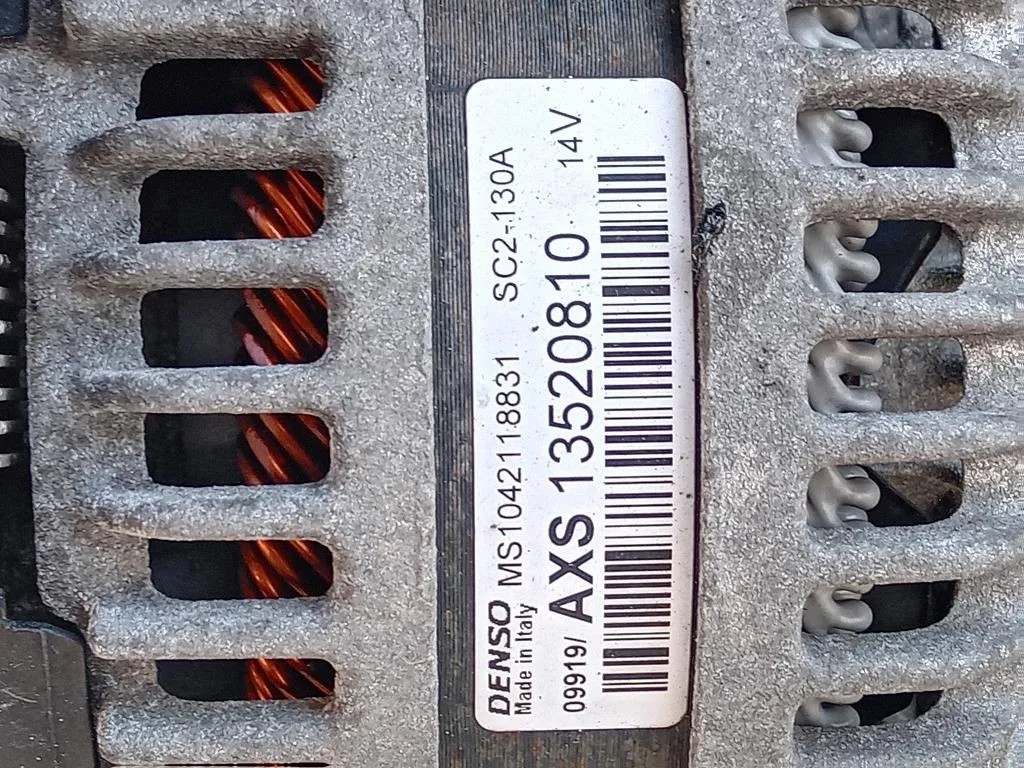 DENSO MS1042118831 SC2-130A
Made in Italy
09919/ AXS 13520810 14V